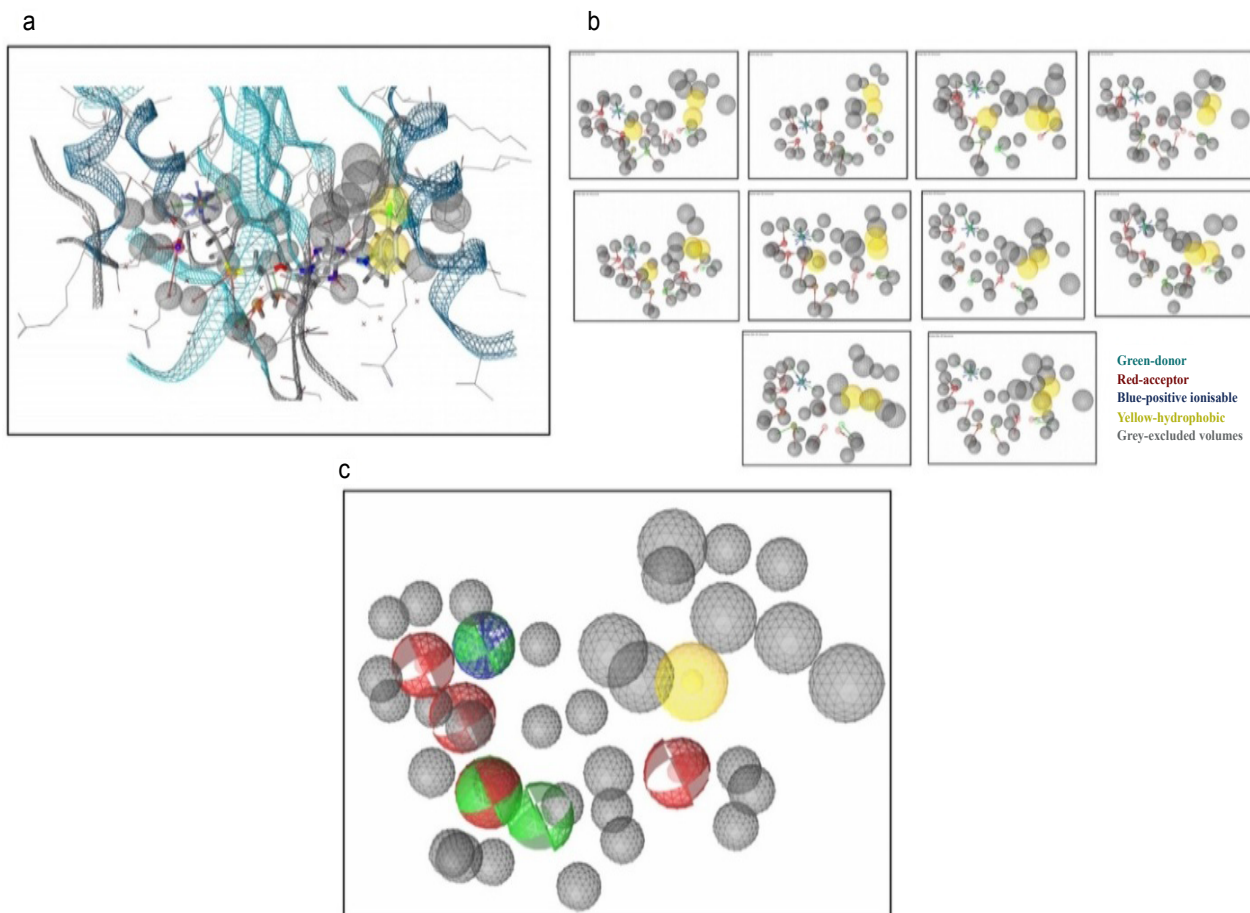 a
b
Green-donor
Red-acceptor
Blue-positive ionisable
Yellow-hydrophobic
Grey-excluded volumes
c